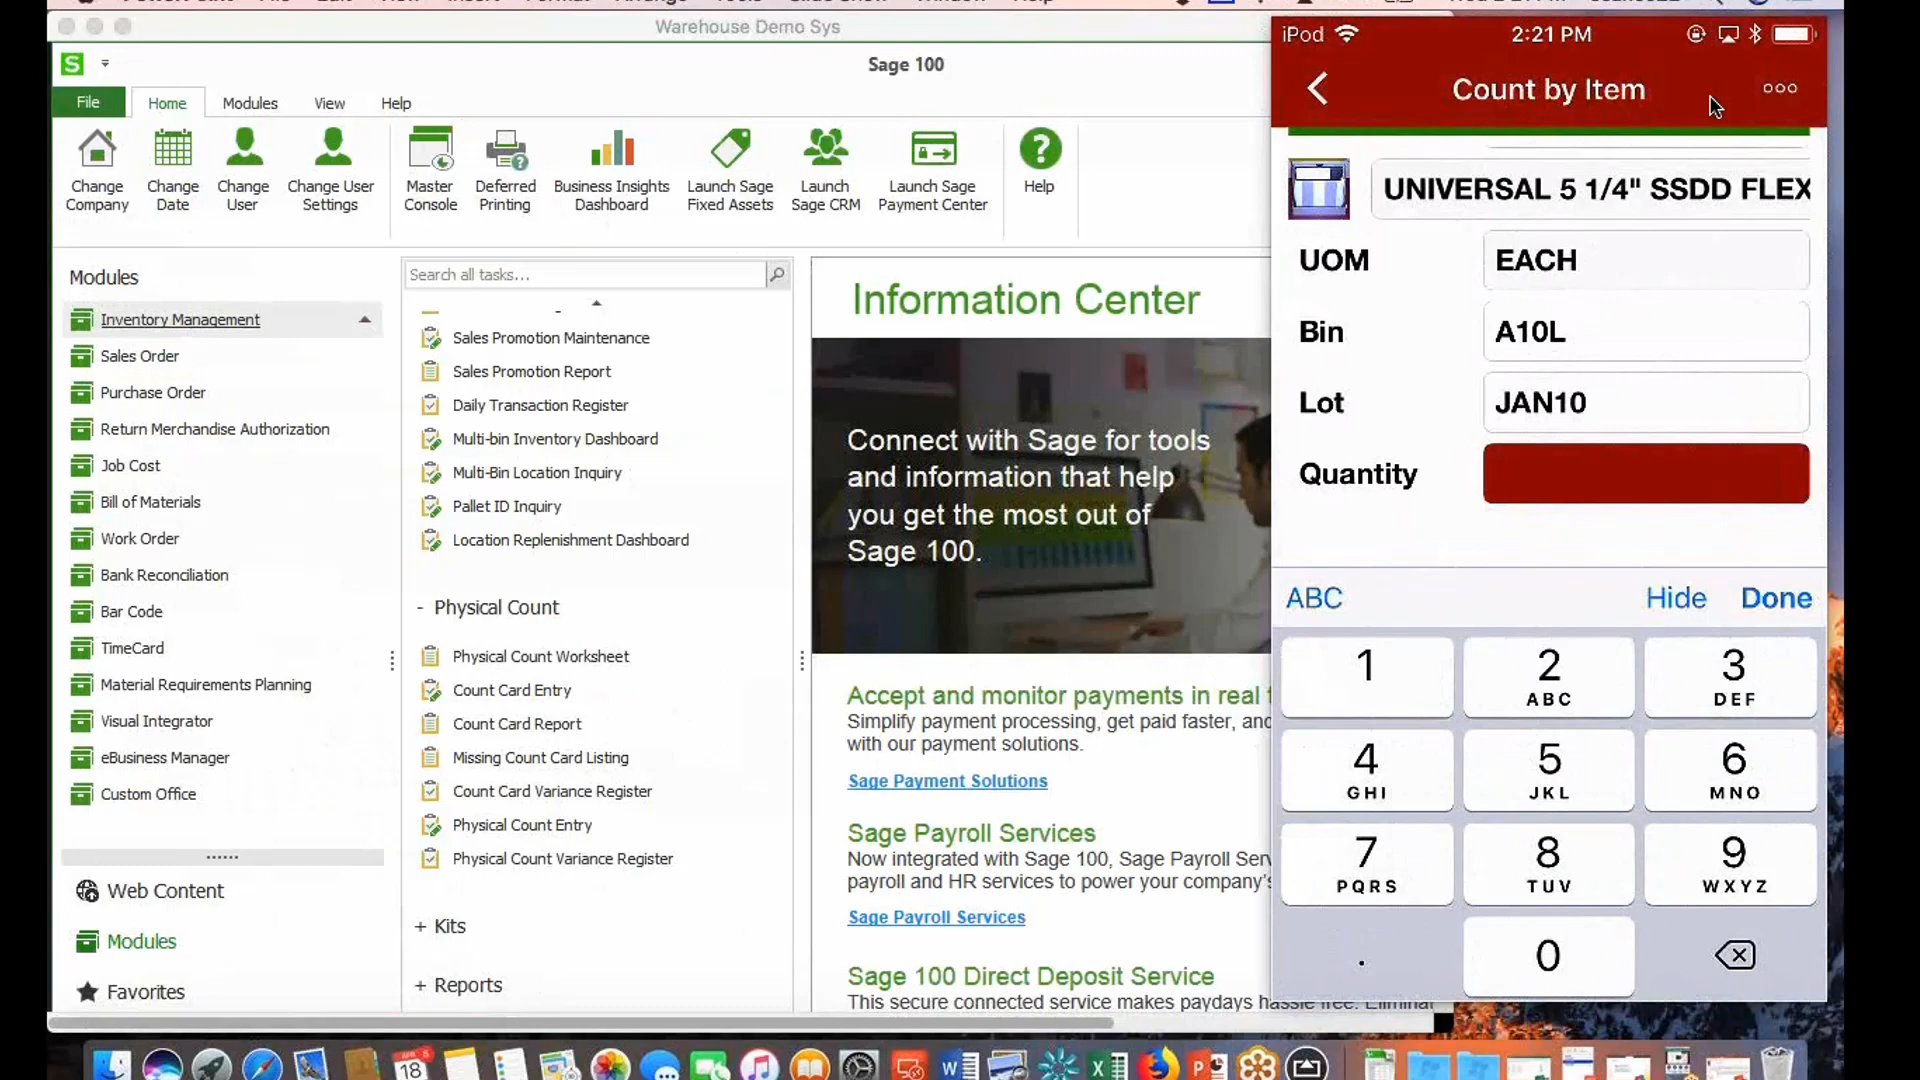 Warehouse Demo Sys
S
Sage 100
File
Home
Modules
View
Help
Change
Company
Change
Date
Change
User
Change User
Settings
Master
Console
Deferred
Printing
Business Insights
Dashboard
Launch Sage
Fixed Assets
Launch
Sage CRM
Launch Sage
Payment Center
Help
Modules
Inventory Management
Sales Order
Purchase Order
Return Merchandise Authorization
Job Cost
Bill of Materials
Work Order
Bank Reconciliation
Bar Code
TimeCard
Material Requirements Planning
Visual Integrator
eBusiness Manager
Custom Office
Web Content
Modules
Favorites
Search all tasks...
Sales Promotion Maintenance
Sales Promotion Report
Daily Transaction Register
Multi-bin Inventory Dashboard
Multi-Bin Location Inquiry
Pallet ID Inquiry
Location Replenishment Dashboard
- Physical Count
Physical Count Worksheet
Count Card Entry
Count Card Report
Missing Count Card Listing
Count Card Variance Register
Physical Count Entry
Physical Count Variance Register
+ Kits
+ Reports
Information Center
Connect with Sage for tools
and information that help
you get the most out of
Sage 100.
Accept and monitor payments in real
Simplify payment processing, get paid faster, and
with our payment solutions.
Sage Payment Solutions
Sage Payroll Services
Now integrated with Sage 100, Sage Payroll Serv
payroll and HR services to power your company's
Sage Payroll Services
Sage 100 Direct Deposit Service
This secure connected service makes paydays hassle free.
iPod
2:21 PM
Count by Item
UNIVERSAL 5 1/4" SSDD FLEX
UOM
EACH
Bin
A10L
Lot
JAN10
Quantity
ABC
Hide
Done
1
2
ABC
3
DEF
4
GHI
5
JKL
6
MNO
7
PQRS
8
TUV
9
WXYZ
.
0
18